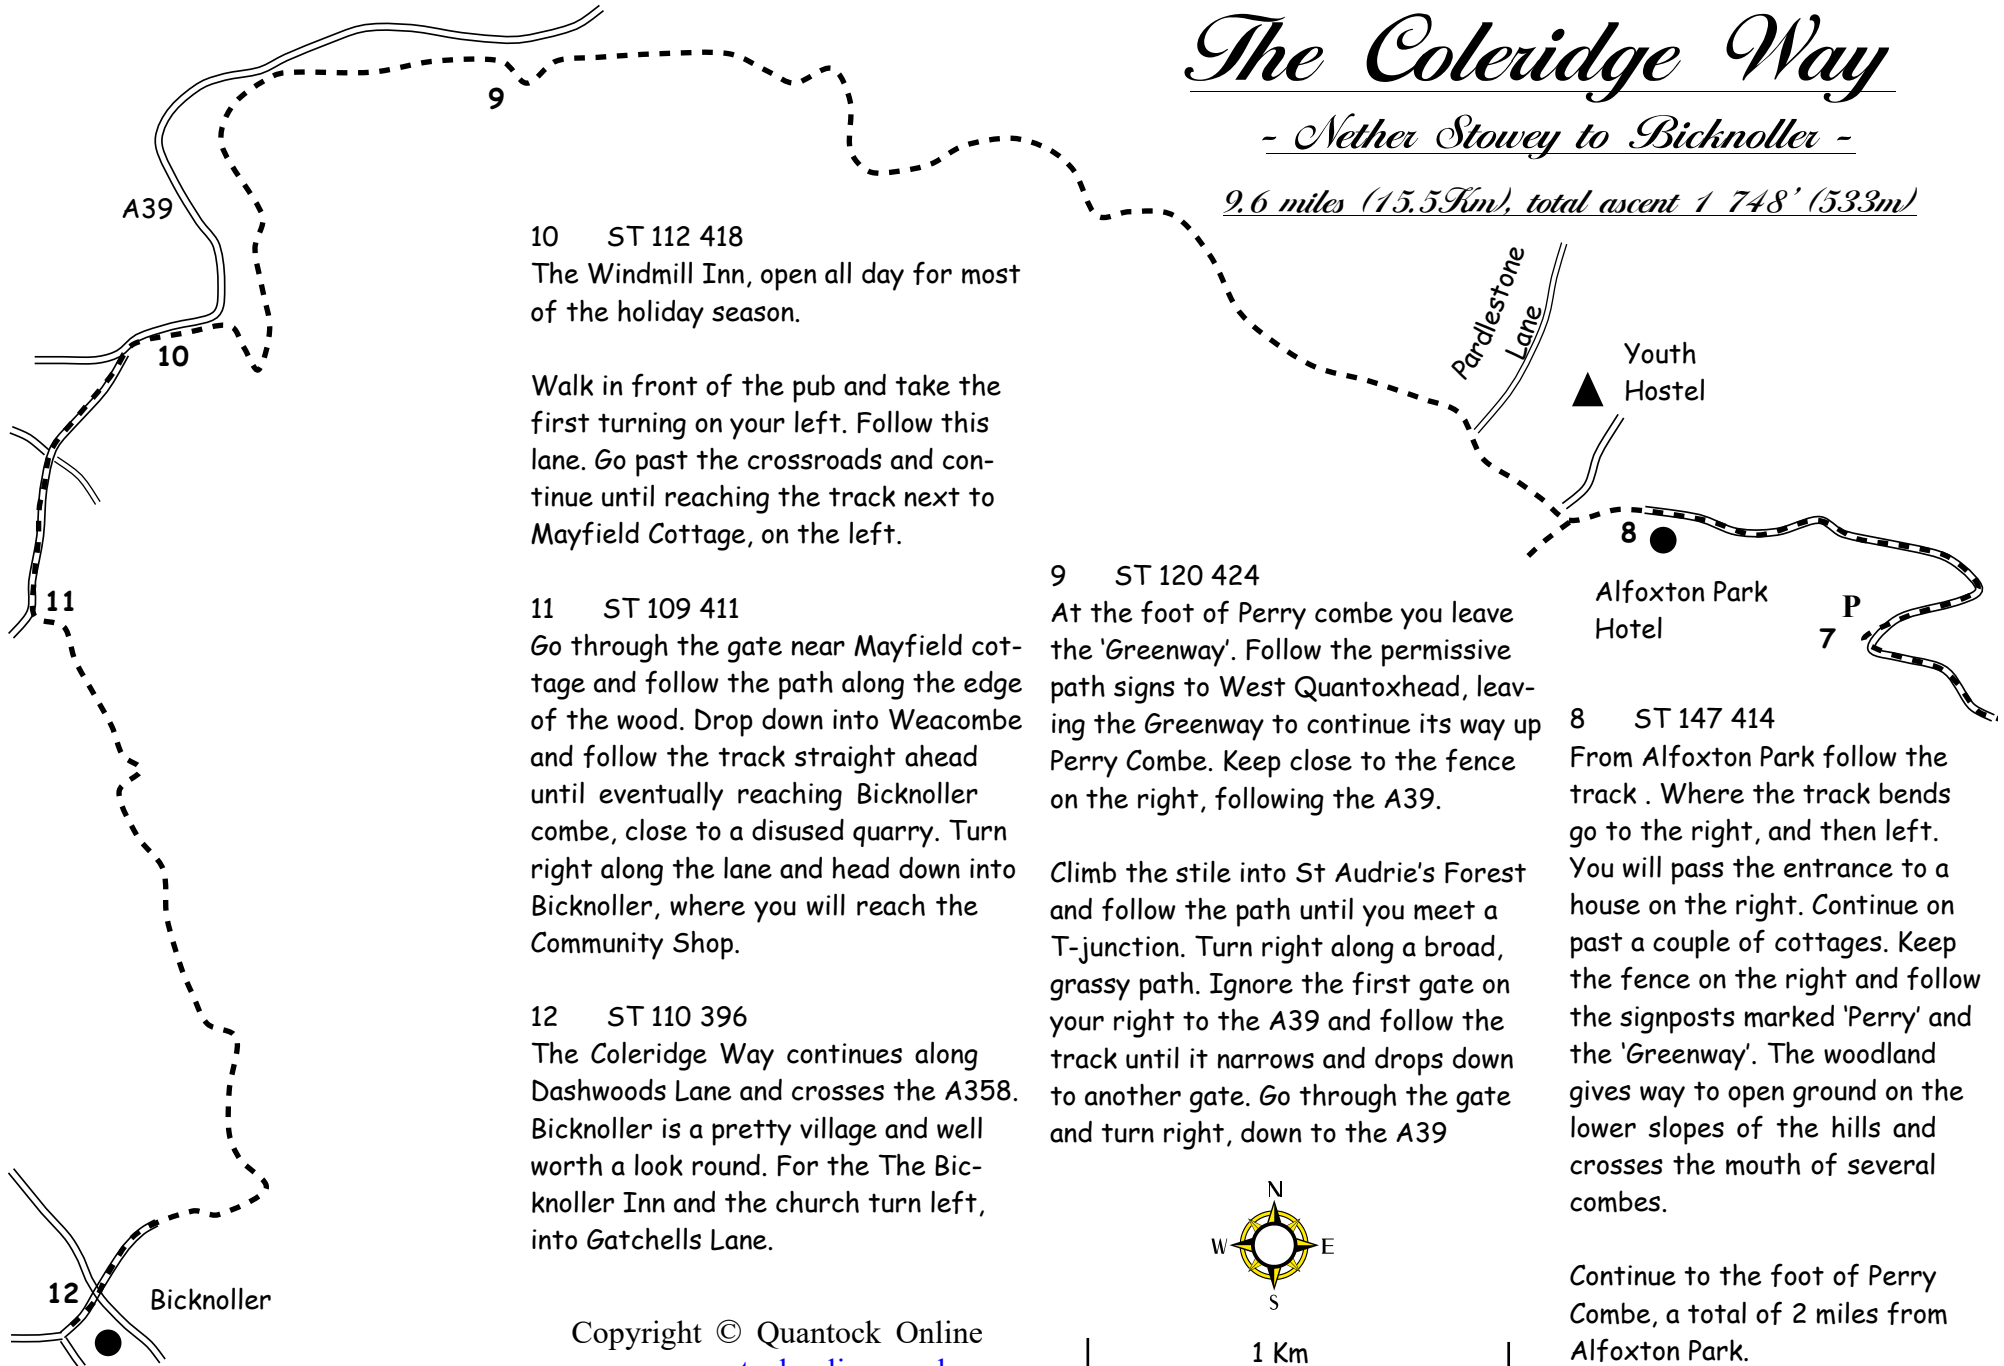 The Coleridge Way
- Nether Stowey to Bicknoller -
9.6 miles (15.5Km), total ascent 1 748' (533m)
9
A39
10
11
12
Bicknoller
Pardlestone
Lane
Youth
Hostel
8
Alfoxton Park
Hotel
P
7
8 ST 147 414
From Alfoxton Park follow the
track . Where the track bends
go to the right, and then left.
You will pass the entrance to a
house on the right. Continue on
past a couple of cottages. Keep
the fence on the right and follow
the signposts marked ‘Perry’ and
the ‘Greenway’. The woodland
gives way to open ground on the
lower slopes of the hills and
crosses the mouth of several
combes.
Continue to the foot of Perry
Combe, a total of 2 miles from
Alfoxton Park.
9 ST 120 424
At the foot of Perry combe you leave
the ‘Greenway’. Follow the permissive
path signs to West Quantoxhead, leav-
ing the Greenway to continue its way up
Perry Combe. Keep close to the fence
on the right, following the A39.
Climb the stile into St Audrie’s Forest
and follow the path until you meet a
T-junction. Turn right along a broad,
grassy path. Ignore the first gate on
your right to the A39 and follow the
track until it narrows and drops down
to another gate. Go through the gate
and turn right, down to the A39
10 ST 112 418
The Windmill Inn, open all day for most
of the holiday season.
Walk in front of the pub and take the
first turning on your left. Follow this
lane. Go past the crossroads and con-
tinue until reaching the track next to
Mayfield Cottage, on the left.
11 ST 109 411
Go through the gate near Mayfield cot-
tage and follow the path along the edge
of the wood. Drop down into Weacombe
and follow the track straight ahead
until eventually reaching Bicknoller
combe, close to a disused quarry. Turn
right along the lane and head down into
Bicknoller, where you will reach the
Community Shop.
12 ST 110 396
The Coleridge Way continues along
Dashwoods Lane and crosses the A358.
Bicknoller is a pretty village and well
worth a look round. For the The Bic-
knoller Inn and the church turn left,
into Gatchells Lane.
N
W E
S
1 Km
Copyright © Quantock Online